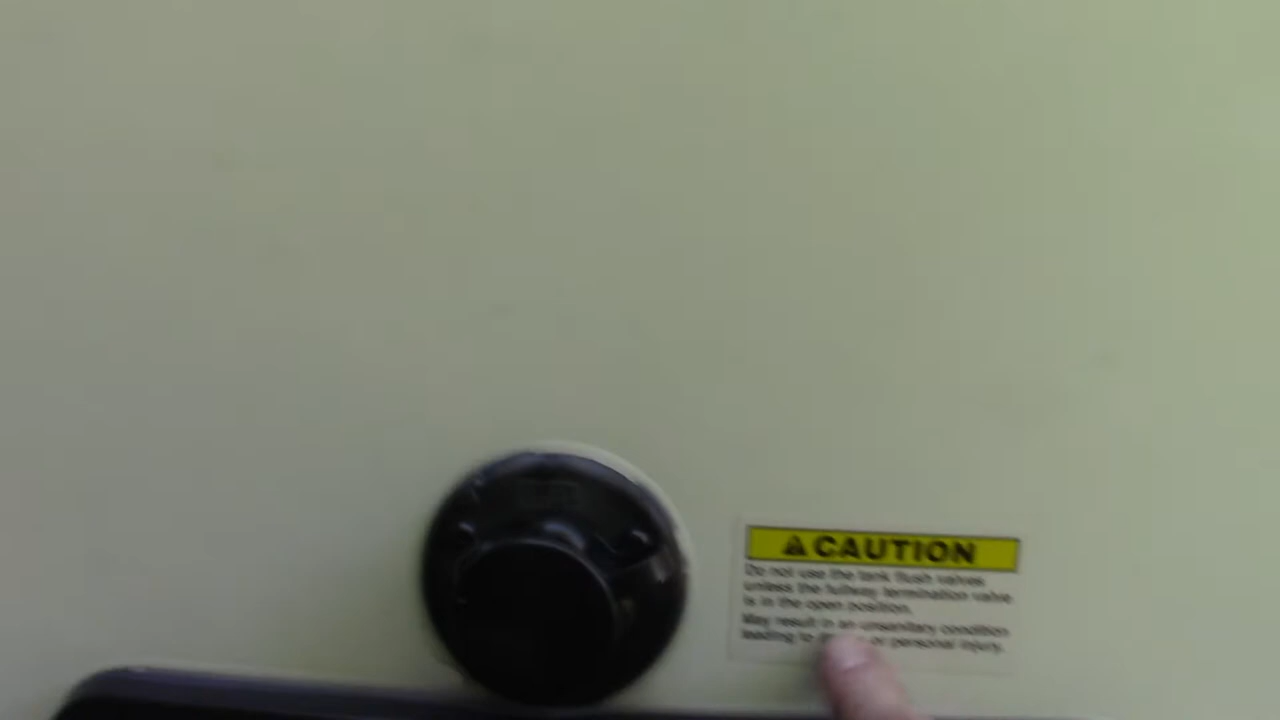 CAUTION
Do not use the tank flush valves
unless the fullway termination valve
is in the open position.
May result in an unsanitary condition
leading to or personal injury.